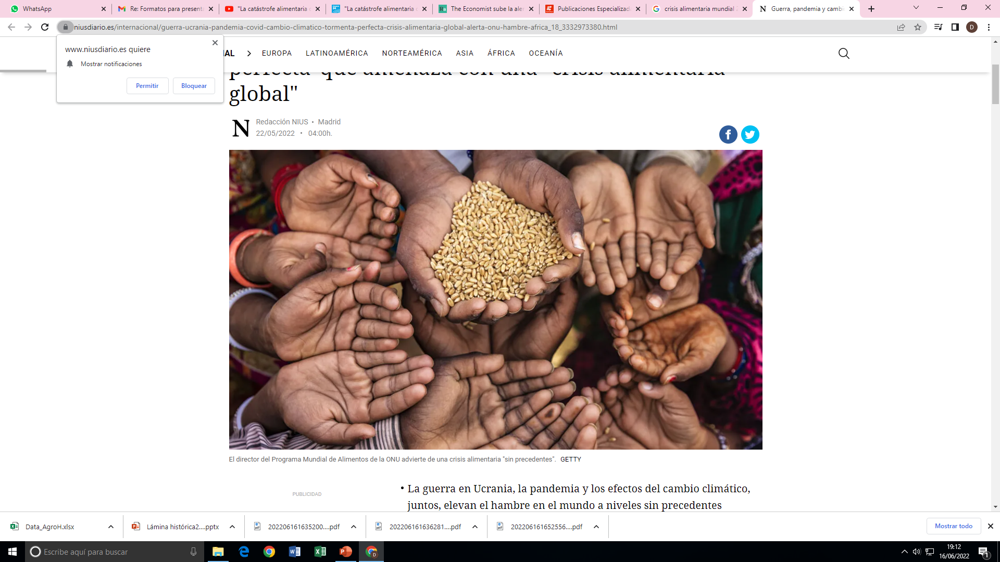 WhatsApp
Re: Formatos para present
"La catástrofe alimentaria
"La catástrofe alimentaria
The Economist sube la ale
Publicaciones Especializad
crisis alimentaria mundial
Guerra, pandemia y cambi
niusdiario.es/internacional/guerra-ucrania-pandemia-covid-cambio-climatico-tormenta-perfecta-crisis-alimentaria-global-alerta-onu-hambre-africa_18_3332973380.html
D
www.niusdiario.es quiere
Mostrar notificaciones
Permitir
Bloquear
AL
EUROPA
LATINOAMÉRICA
NORTEAMÉRICA
ASIA
ÁFRICA
OCEANÍA
perfecta' que amenaza con una "crisis alimentaria
global"
N
Redacción NIUS • Madrid
22/05/2022 • 04:00h.
El director del Programa Mundial de Alimentos de la ONU advierte de una crisis alimentaria "sin precedentes". GETTY
PUBLICIDAD
• La guerra en Ucrania, la pandemia y los efectos del cambio climático,
juntos, elevan el hambre en el mundo a niveles sin precedentes
Data_AgroH.xlsx
Lámina histórica2....pptx
202206161635200....pdf
202206161636281....pdf
202206161652556....pdf
Mostrar todo
Escribe aquí para buscar
19:12
16/06/2022
1